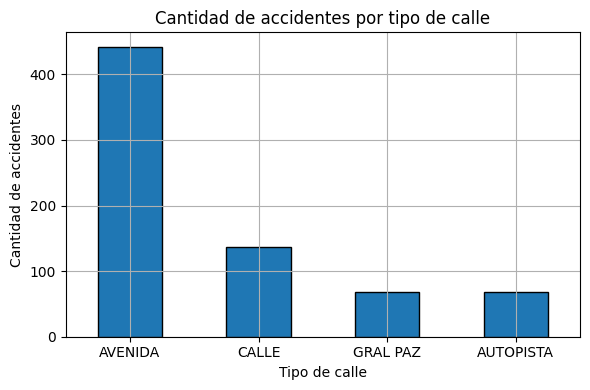 Cantidad de accidentes por tipo de calle
Cantidad de accidentes
400
300
200
100
0
AVENIDA
CALLE
GRAL PAZ
AUTOPISTA
Tipo de calle